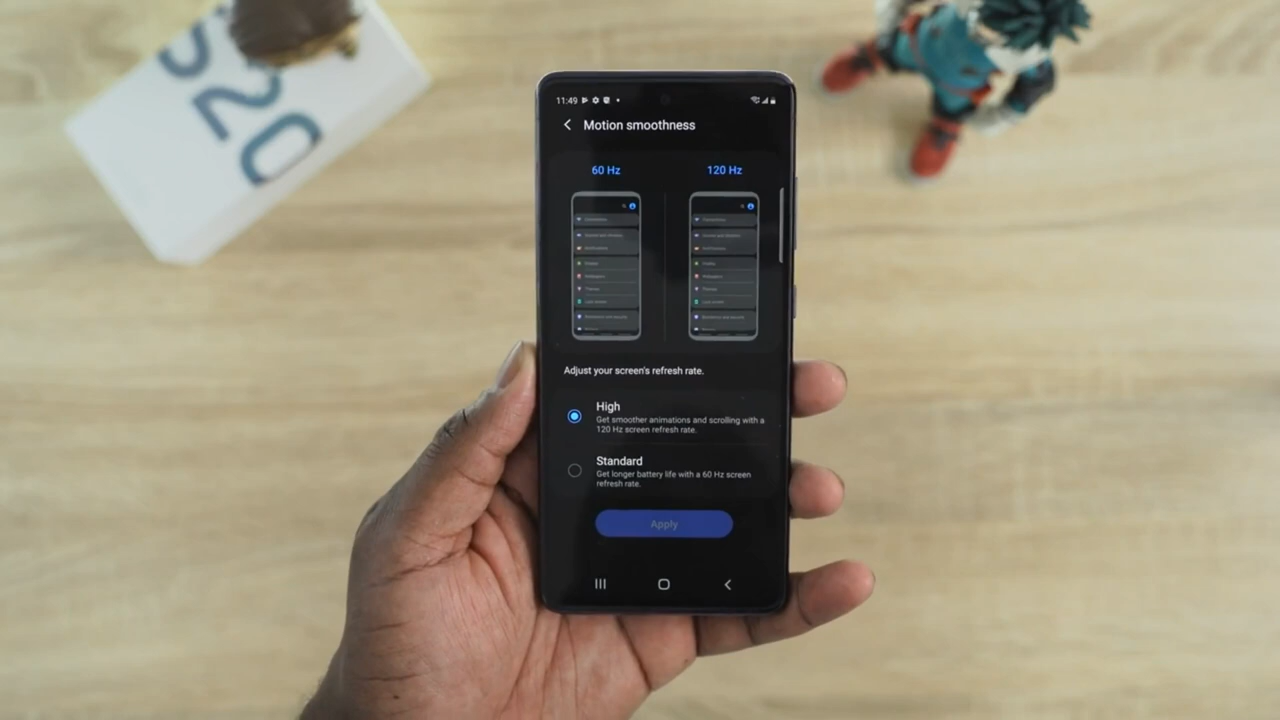 S20
11:49
Motion smoothness
60 Hz
120 Hz
Adjust your screen's refresh rate.
High
Get smoother animations and scrolling with a
120 Hz screen refresh rate.
Standard
Get longer battery life with a 60 Hz screen
refresh rate.
Apply